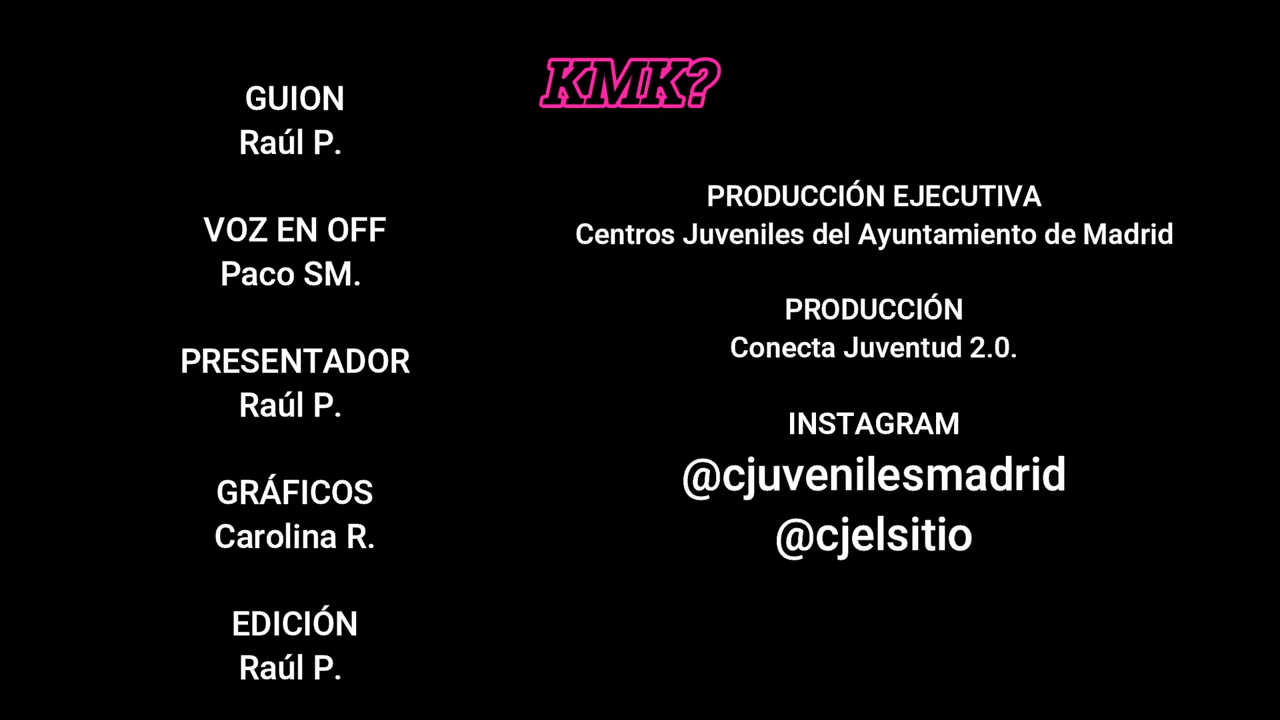 KMK?
GUION
Raúl P.
VOZ EN OFF
Paco SM.
PRESENTADOR
Raúl P.
GRÁFICOS
Carolina R.
EDICIÓN
Raúl P.
PRODUCCIÓN EJECUTIVA
Centros Juveniles del Ayuntamiento de Madrid
PRODUCCIÓN
Conecta Juventud 2.0.
INSTAGRAM
@cjuvenilesmadrid
@cjelsitio